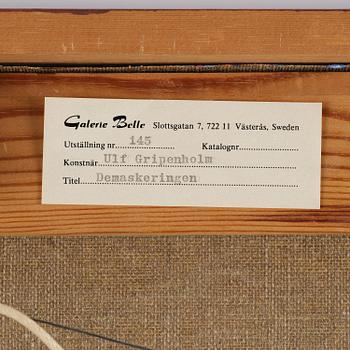 Galerie Belle Slottsgatan 7, 722 11 Västerås, Sweden
Utställning nr. 145 Katalognr
Konstnär Ulf Gripenholm
Titel Demaskeringen